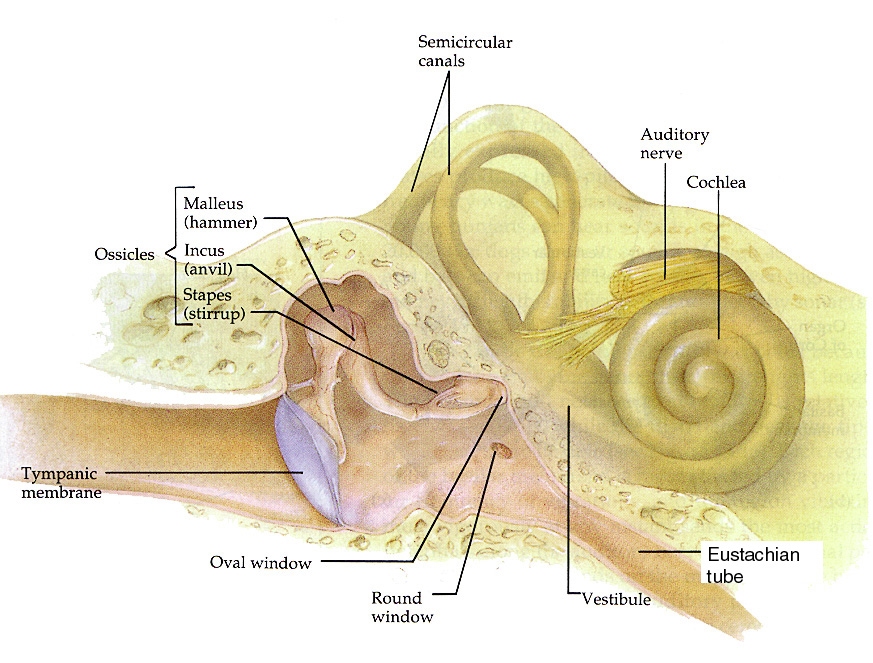 Semicircular
canals
Auditory
nerve
Cochlea
Malleus
(hammer)
Ossicles
Incus
(anvil)
Stapes
(stirrup)
Tympanic
membrane
Oval window
Round
window
Vestibule
Eustachian
tube